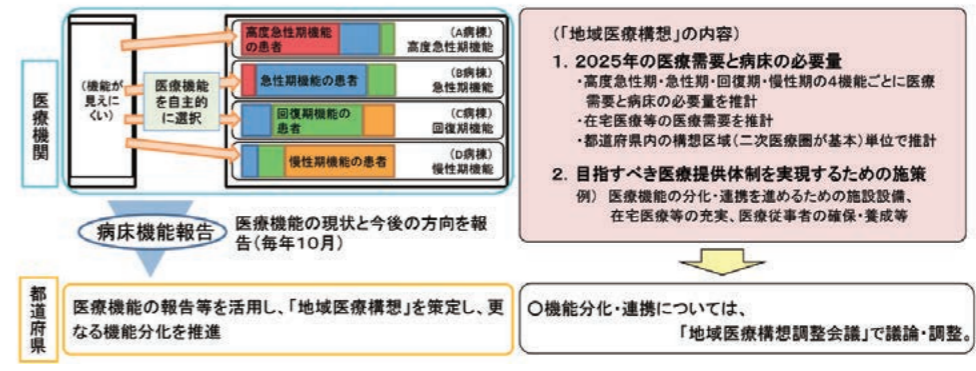 医療機関
(機能が
見えに
くい)
医療機能
を自主的
に選択
高度急性期機能
の患者
(A病棟)
高度急性期機能
急性期機能の患者
(B病棟)
急性期機能
回復期機能の
患者
(C病棟)
回復期機能
慢性期機能の患者
(D病棟)
慢性期機能
病床機能報告
医療機能の現状と今後の方向を報
告(毎年10月)
都道府県
医療機能の報告等を活用し、「地域医療構想」を策定し、更
なる機能分化を推進
(「地域医療構想」の内容)
1. 2025年の医療需要と病床の必要量
・高度急性期・急性期・回復期・慢性期の4機能ごとに医療
需要と病床の必要量を推計
・在宅医療等の医療需要を推計
・都道府県内の構想区域(二次医療圏が基本)単位で推計
2. 目指すべき医療提供体制を実現するための施策
例) 医療機能の分化・連携を進めるための施設設備、
在宅医療等の充実、医療従事者の確保・養成等
〇機能分化・連携については、
「地域医療構想調整会議」で議論・調整。